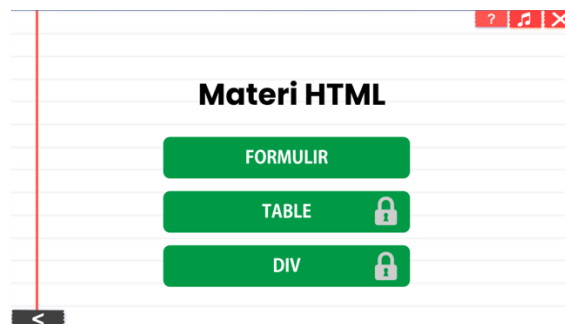 ?
Materi HTML
FORMULIR
TABLE
DIV
<